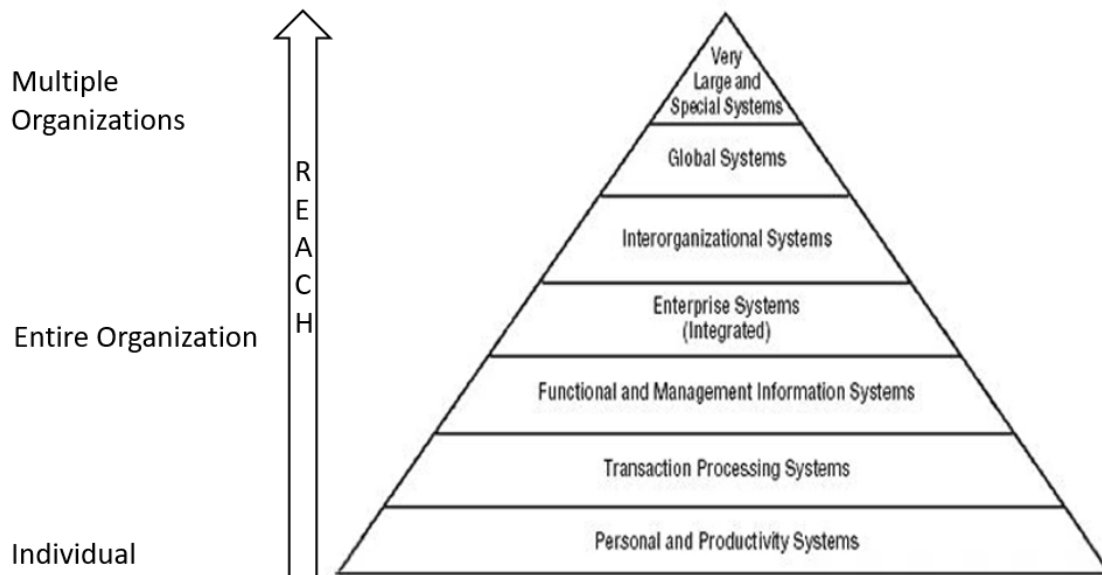 Multiple
Organizations
Entire Organization
Individual
R
E
A
C
H
Very
Large and
Special Systems
Global Systems
Interorganizational Systems
Enterprise Systems
(Integrated)
Functional and Management Information Systems
Transaction Processing Systems
Personal and Productivity Systems